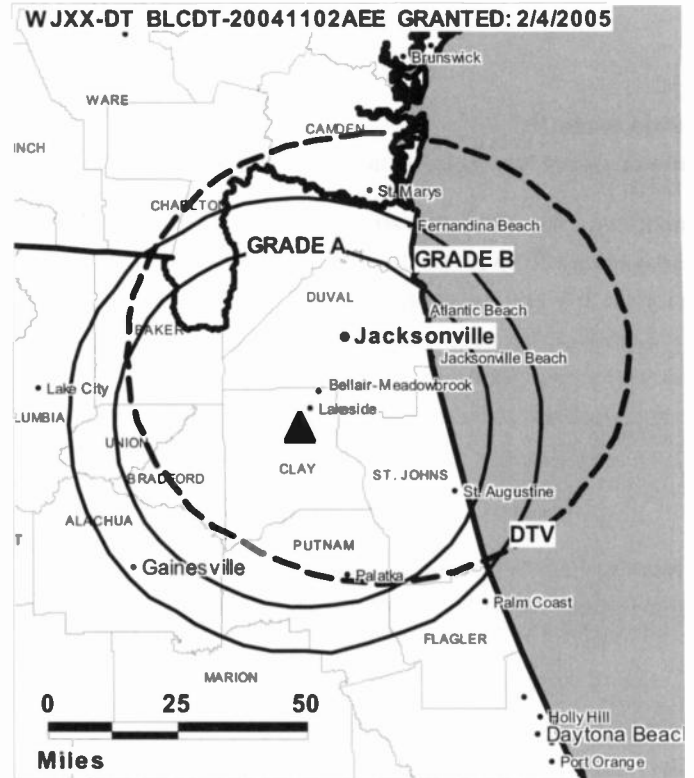 WJXX-DT BLCDT-20041102AEE GRANTED: 2/4/2005
Brunswick
WARE
CAMDEN
INCH
St. Marys
CHARLTON
Fernandina Beach
GRADE A
GRADE B
DUVAL
Atlantic Beach
BAKER
Jacksonville
Jacksonville Beach
Lake City
Bellair-Meadowbrook
Lakeside
LUMBIA
UNION
CLAY
ST. JOHNS
BRADFORD
St. Augustine
ALACHUA
DTV
T
PUTNAM
Gainesville
Palatka
Palm Coast
FLAGLER
MARION
0 25 50
Holly Hill
Daytona Beac
Miles
Port Orange